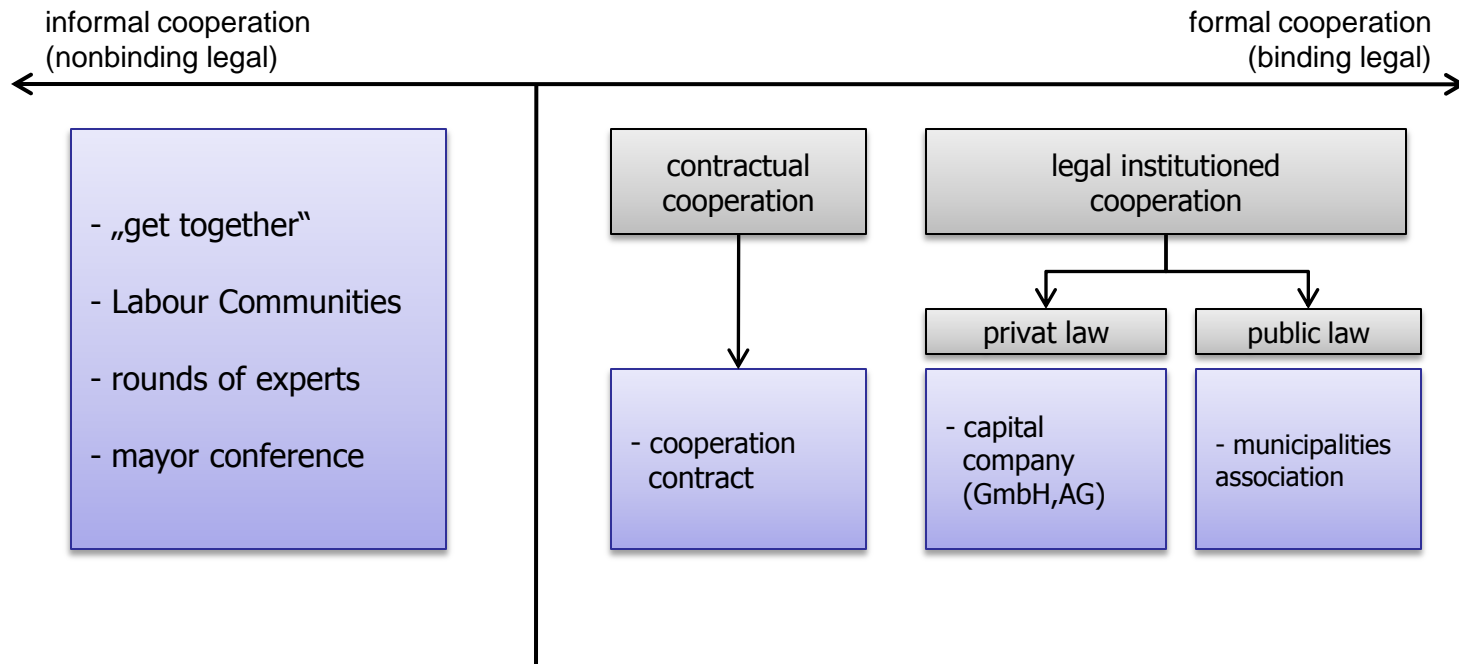 informal cooperation
(nonbinding legal)
formal cooperation
(binding legal)
- „get together“
- Labour Communities
- rounds of experts
- mayor conference
contractual
cooperation
- cooperation
contract
legal institutioned
cooperation
privat law
- capital
company
(GmbH,AG)
public law
- municipalities
association